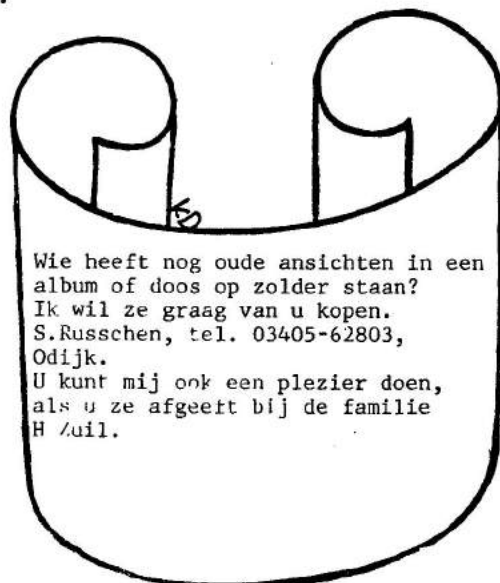 V.D
Wie heeft nog oude ansichten in een
album of doos op zolder staan?
Ik wil ze graag van u kopen.
S.Russchen, tel. 03405-62803,
Odijk.
U kunt mij ook een plezier doen,
als u ze afgeeft bij de familie
H Zuil.